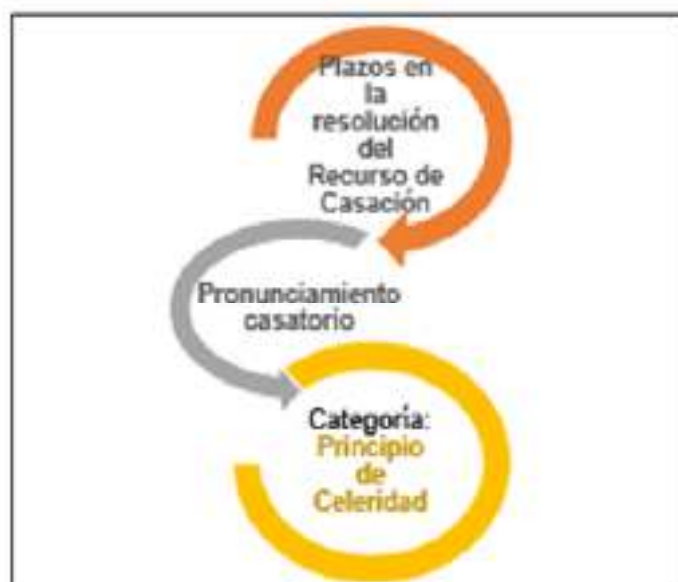 Plazos en
la
resolución
del
Recurso de
Casación
Pronunciamiento
casatorio
Categoría:
Principio
de
Celeridad